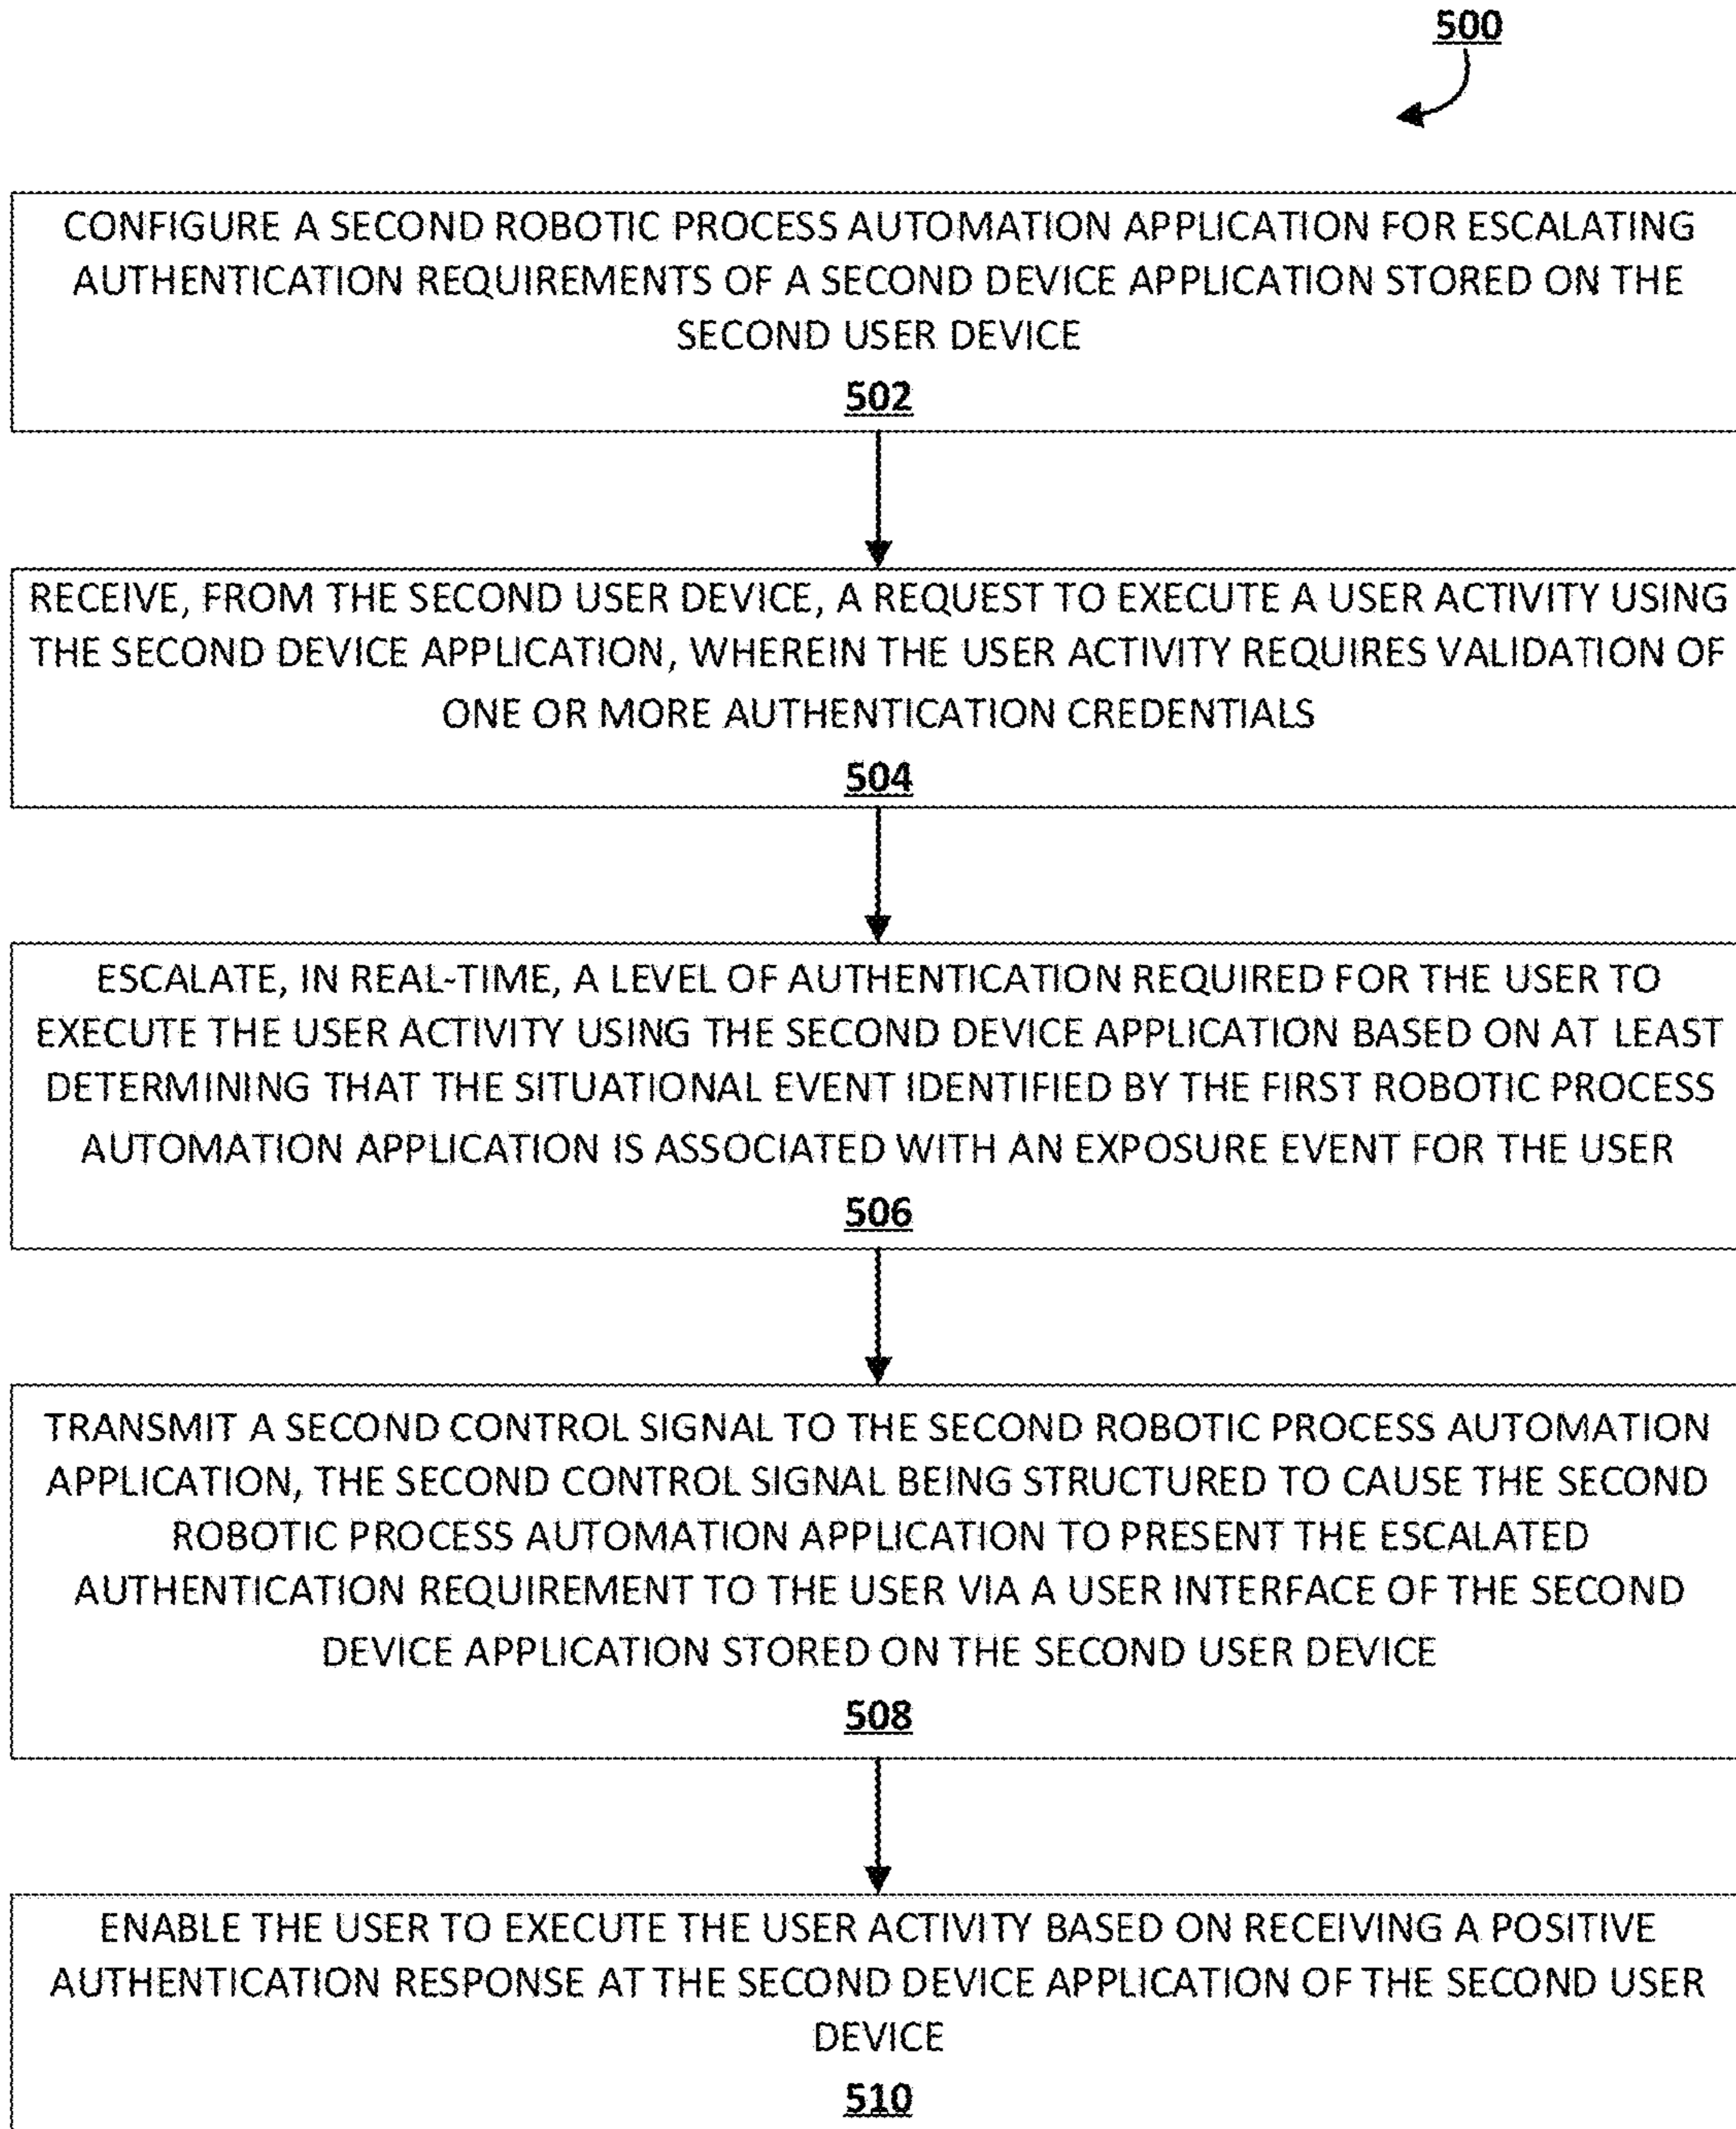 500
CONFIGURE A SECOND ROBOTIC PROCESS AUTOMATION APPLICATION FOR ESCALATING
AUTHENTICATION REQUIREMENTS OF A SECOND DEVICE APPLICATION STORED ON THE
SECOND USER DEVICE
502
RECEIVE, FROM THE SECOND USER DEVICE, A REQUEST TO EXECUTE A USER ACTIVITY USING
THE SECOND DEVICE APPLICATION, WHEREIN THE USER ACTIVITY REQUIRES VALIDATION OF
ONE OR MORE AUTHENTICATION CREDENTIALS
504
ESCALATE, IN REAL-TIME, A LEVEL OF AUTHENTICATION REQUIRED FOR THE USER TO
EXECUTE THE USER ACTIVITY USING THE SECOND DEVICE APPLICATION BASED ON AT LEAST
DETERMINING THAT THE SITUATIONAL EVENT IDENTIFIED BY THE FIRST ROBOTIC PROCESS
AUTOMATION APPLICATION IS ASSOCIATED WITH AN EXPOSURE EVENT FOR THE USER
506
TRANSMIT A SECOND CONTROL SIGNAL TO THE SECOND ROBOTIC PROCESS AUTOMATION
APPLICATION, THE SECOND CONTROL SIGNAL BEING STRUCTURED TO CAUSE THE SECOND
ROBOTIC PROCESS AUTOMATION APPLICATION TO PRESENT THE ESCALATED
AUTHENTICATION REQUIREMENT TO THE USER VIA A USER INTERFACE OF THE SECOND
DEVICE APPLICATION STORED ON THE SECOND USER DEVICE
508
ENABLE THE USER TO EXECUTE THE USER ACTIVITY BASED ON RECEIVING A POSITIVE
AUTHENTICATION RESPONSE AT THE SECOND DEVICE APPLICATION OF THE SECOND USER
DEVICE
510